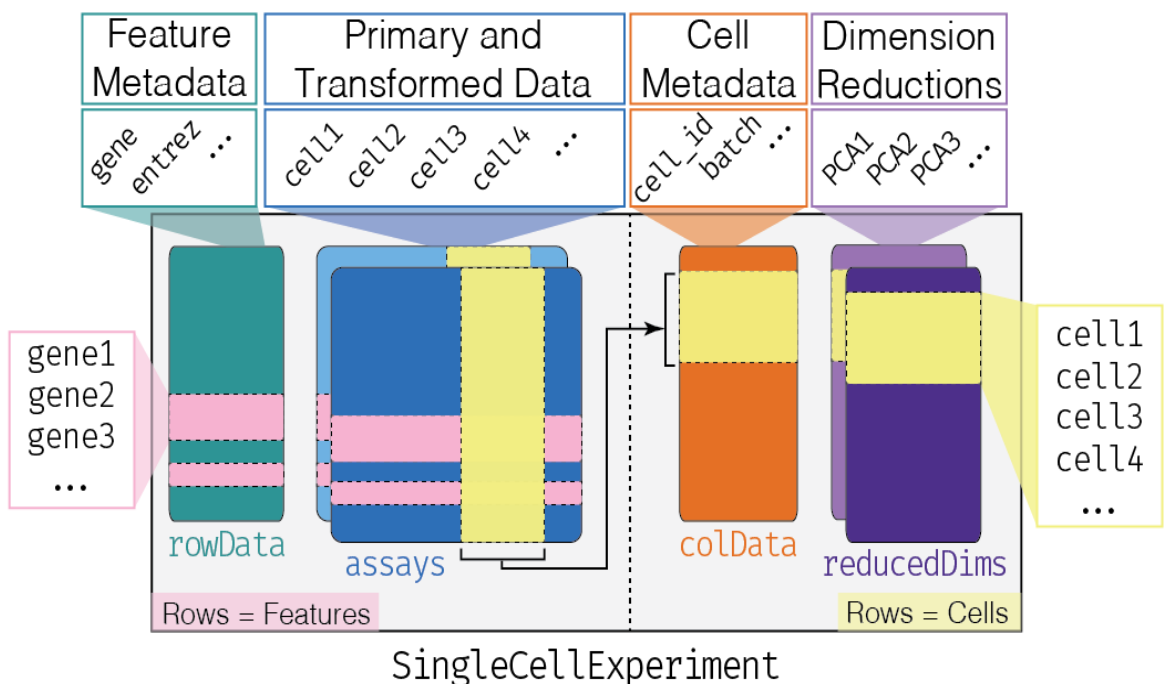 Feature
Metadata
Primary and
Transformed Data
Cell
Metadata
Dimension
Reductions
gene
entrez
...
cell1
cell2
cell3
cell4
...
cell_id
batch
...
PCA1
PCA2
PCA3
...
gene1
gene2
gene3
...
cell1
cell2
cell3
cell4
...
rowData
assays
colData
reducedDims
Rows = Features
Rows = Cells
SingleCellExperiment